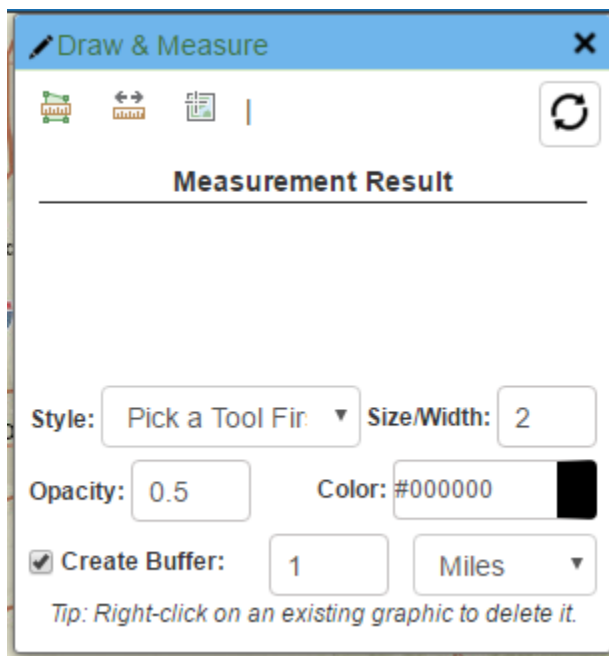 Draw & Measure
|
Measurement Result
Style: Pick a Tool Fir Size/Width: 2
Opacity: 0.5 Color: #000000
Create Buffer: 1 Miles
Tip: Right-click on an existing graphic to delete it.